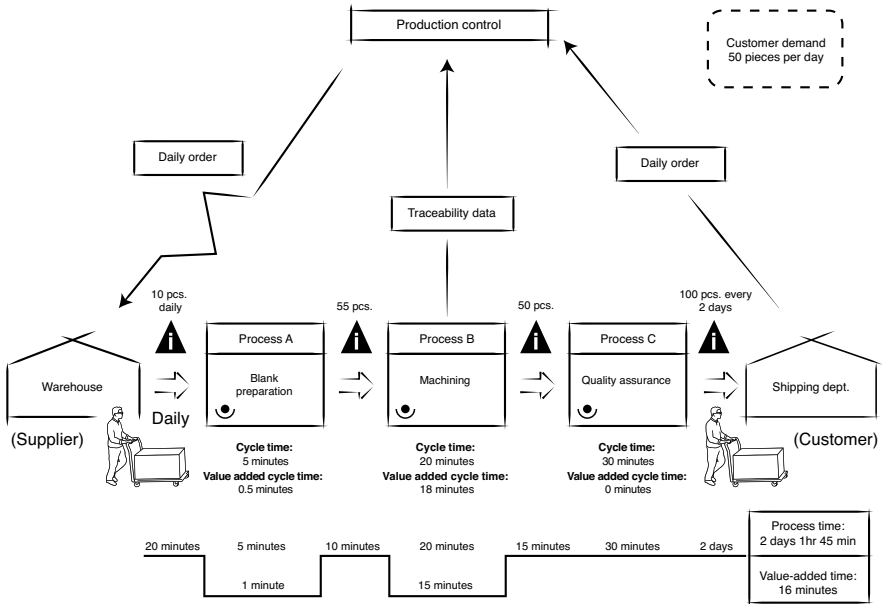 Production control
Customer demand
50 pieces per day
Daily order
Daily order
Traceability data
10 pcs.
daily
55 pcs.
50 pcs.
100 pcs. every
2 days
i
i
i
i
Process A
Process B
Process C
Warehouse
Blank
preparation
Machining
Quality assurance
Shipping dept.
Daily
(Supplier)
(Customer)
Cycle time:
5 minutes
Value added cycle time:
0.5 minutes
Cycle time:
20 minutes
Value added cycle time:
18 minutes
Cycle time:
30 minutes
Value added cycle time:
0 minutes
20 minutes
5 minutes
10 minutes
20 minutes
15 minutes
30 minutes
2 days
1 minute
15 minutes
Process time:
2 days 1hr 45 min
Value-added time:
16 minutes